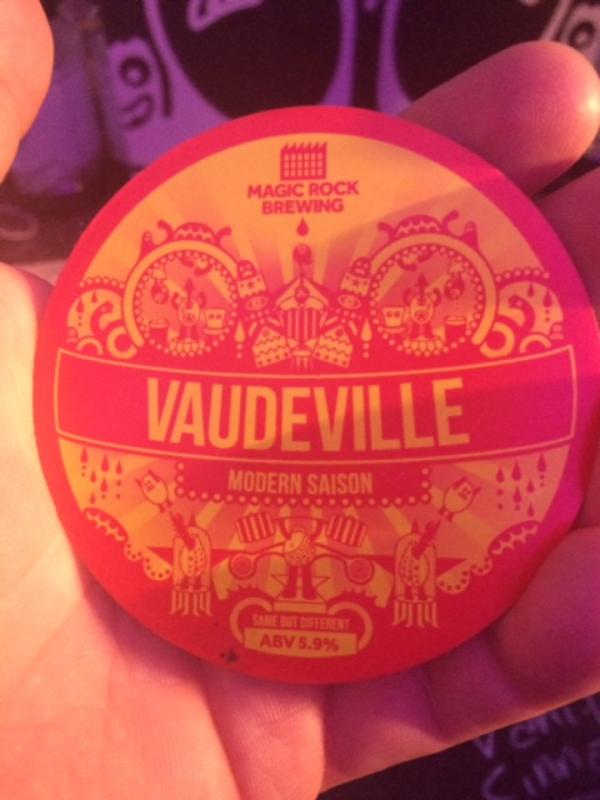 MAGIC ROCK
BREWING
VAUDEVILLE
MODERN SAISON
SAME BUT DIFFERENT
ABV 5.9%